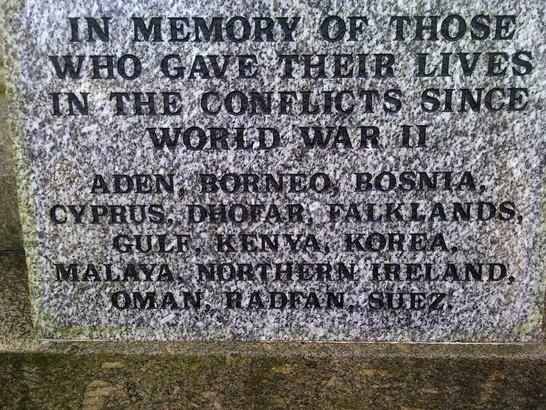 IN MEMORY OF THOSE
WHO GAVE THEIR LIVES
IN THE CONFLICTS SINCE
WORLD WAR II
ADEN, BORNEO, BOSNIA,
CYPRUS, DHOFAR, FALKLANDS,
GULF, KENYA, KOREA,
MALAYA, NORTHERN IRELAND,
OMAN, RADFAN, SUEZ.